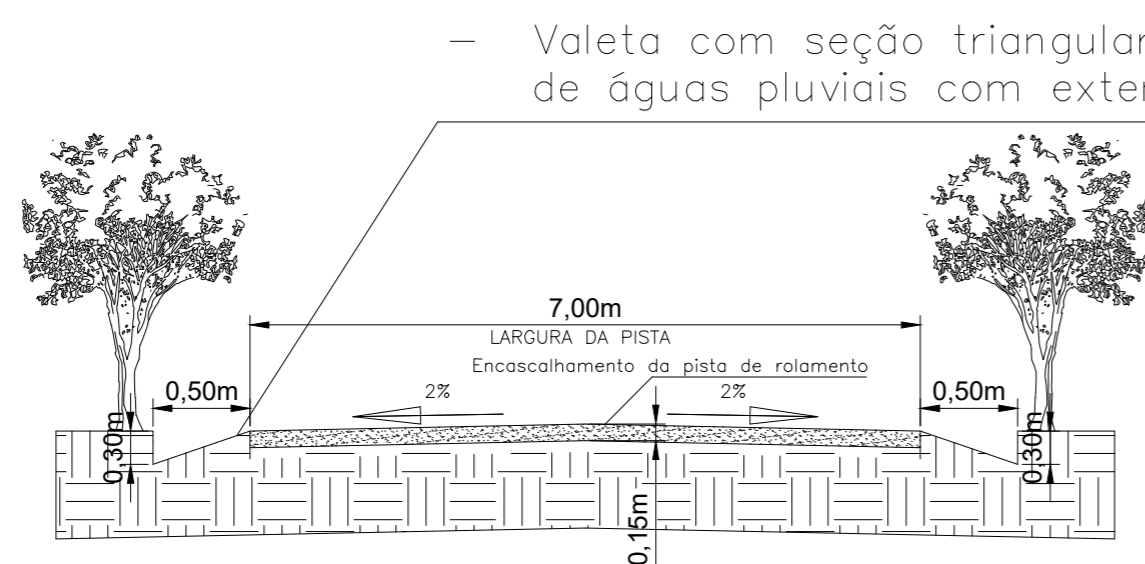 — Valeta com seção triangular
de águas pluviais com exter
7,00m
LARGURA DA PISTA
Encascalhamento da pista de rolamento
0,50m
2%
2%
0,50m
0,30m
0,30m
0,15m